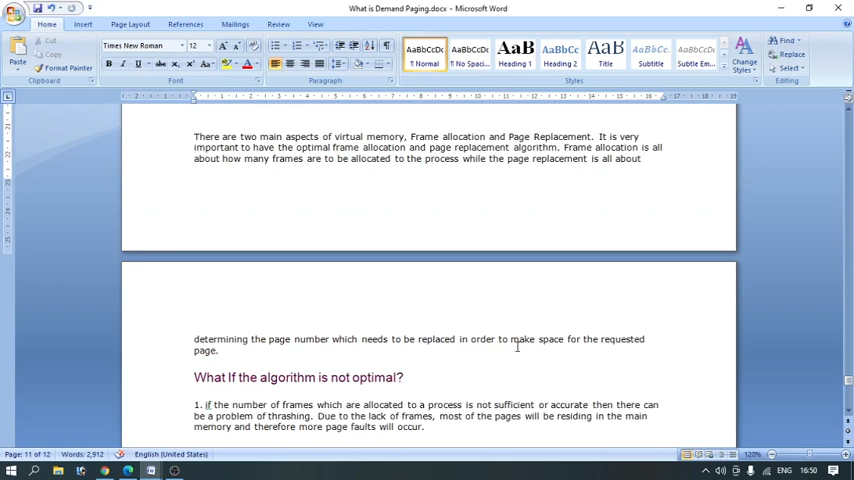 What is Demand Paging.docx - Microsoft Word
Home Insert Page Layout References Mailings Review View
Cut
Copy
Format Painter
Paste
Times New Roman 12
AaBbCcDc AaBbCcDc AaBbC AaBbCc AaBb AaBbCc. AaBbCcDc
¶ Normal ¶ No Spaci... Heading 1 Heading 2 Title Subtitle Subtle Em...
Change Styles
Find
Replace
Select
Clipboard Font Paragraph Styles Editing
There are two main aspects of virtual memory, Frame allocation and Page Replacement. It is very
important to have the optimal frame allocation and page replacement algorithm. Frame allocation is all
about how many frames are to be allocated to the process while the page replacement is all about
determining the page number which needs to be replaced in order to make space for the requested
page.
What If the algorithm is not optimal?
1. if the number of frames which are allocated to a process is not sufficient or accurate then there can
be a problem of thrashing. Due to the lack of frames, most of the pages will be residing in the main
memory and therefore more page faults will occur.
Page: 11 of 12 Words: 2,912 English (United States) 120%
ENG 16:50